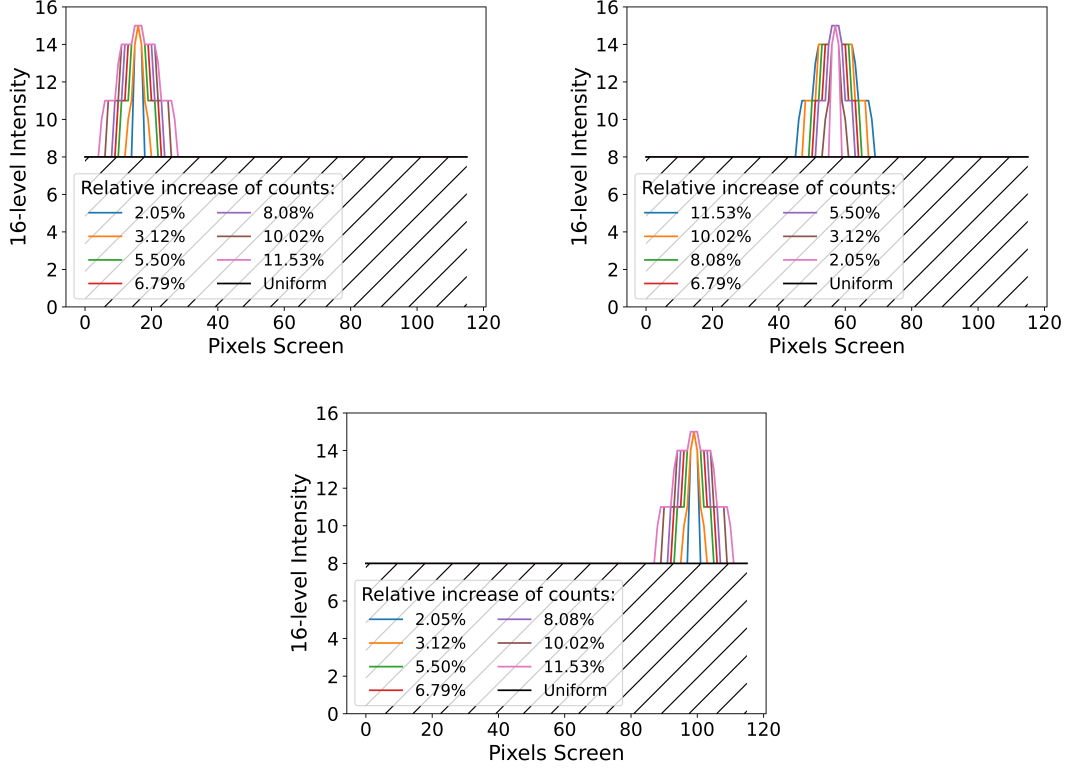 16
14
12
10
8
6
4
2
0
16-level Intensity
Relative increase of counts:
2.05% 8.08%
3.12% 10.02%
5.50% 11.53%
6.79% Uniform
0 20 40 60 80 100 120
Pixels Screen
16
14
12
10
8
6
4
2
0
16-level Intensity
Relative increase of counts:
11.53% 5.50%
10.02% 3.12%
8.08% 2.05%
6.79% Uniform
0 20 40 60 80 100 120
Pixels Screen
16
14
12
10
8
6
4
2
0
16-level Intensity
Relative increase of counts:
2.05% 8.08%
3.12% 10.02%
5.50% 11.53%
6.79% Uniform
0 20 40 60 80 100 120
Pixels Screen